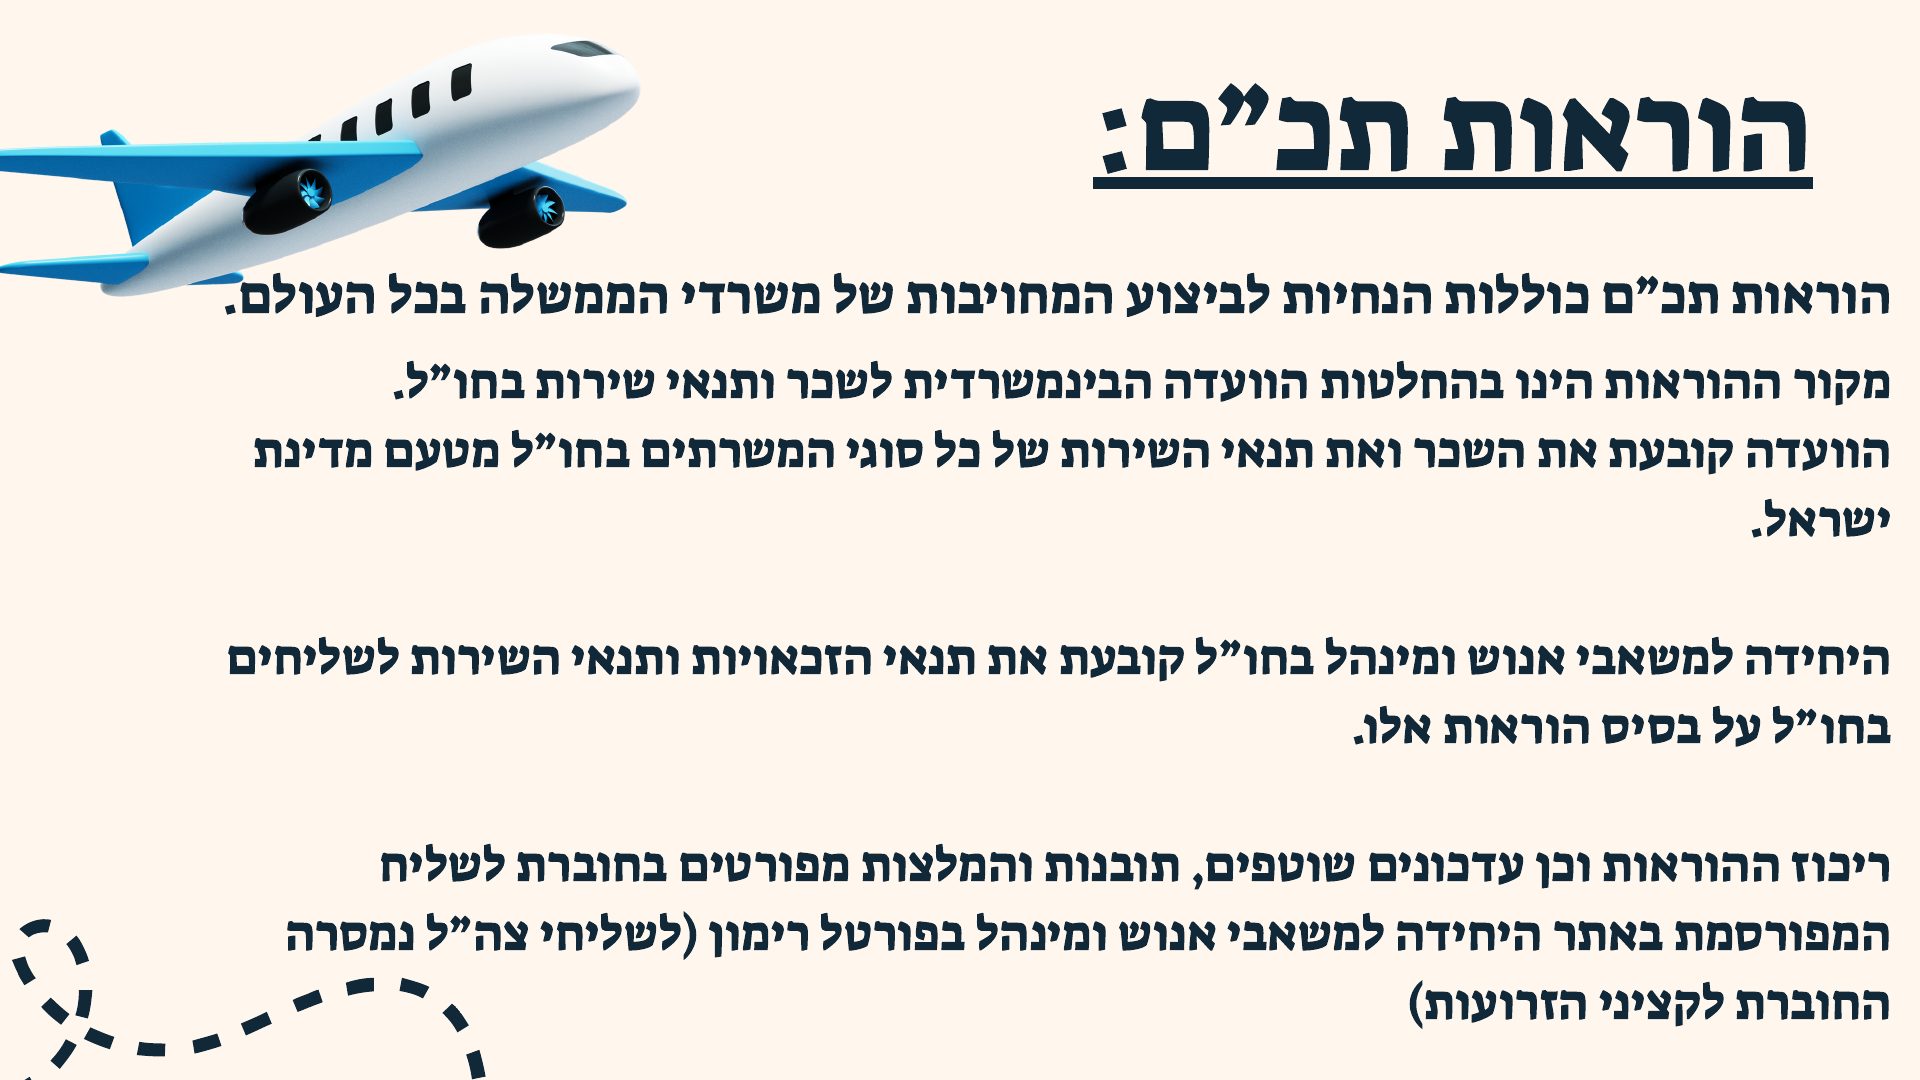 הוראות תכ"ם:
הוראות תכ"ם כוללות הנחיות לביצוע המחויבות של משרדי הממשלה בכל העולם.
מקור ההוראות הינו בהחלטות הוועדה הבינמשרדית לשכר ותנאי שירות בחו"ל.
הוועדה קובעת את השכר ואת תנאי השירות של כל סוגי המשרתים בחו"ל מטעם מדינת
ישראל.
היחידה למשאבי אנוש ומינהל בחו"ל קובעת את תנאי הזכאויות ותנאי השירות לשליחים
בחו"ל על בסיס הוראות אלו.
ריכוז ההוראות וכן עדכונים שוטפים, תובנות והמלצות מפורטים בחוברת לשליח
המפורסמת באתר היחידה למשאבי אנוש ומינהל בפורטל רימון (לשליחי צה"ל נמסרה
החוברת לקציני הזרועות)